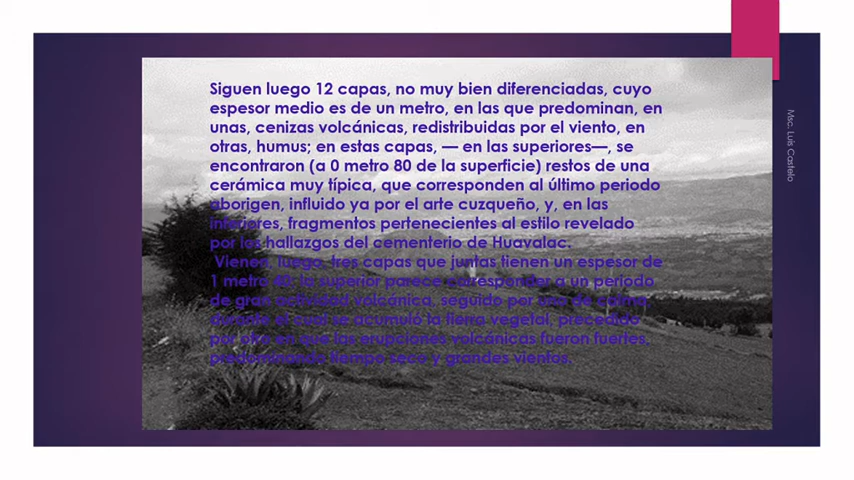 Siguen luego 12 capas, no muy bien diferenciadas, cuyo
espesor medio es de un metro, en las que predominan, en
unas, cenizas volcánicas, redistribuidas por el viento, en
otras, humus; en estas capas, — en las superiores—, se
encontraron (a 0 metro 80 de la superficie) restos de una
cerámica muy típica, que corresponden al último periodo
aborigen, influido ya por el arte cuzqueño, y, en las
inferiores, fragmentos pertenecientes al estilo revelado
por los hallazgos del cementerio de Huavalac.
Vienen, luego, tres capas que juntas tienen un espesor de
1 metro 40; la superior parece corresponder a un periodo
de gran actividad volcánica, seguido por uno de calma
durante el cual se acumuló la tierra vegetal, precedido
por otro en que las erupciones volcánicas fueron fuertes,
predominando tiempo seco y grandes vientos.
Msc. Luis Castelo